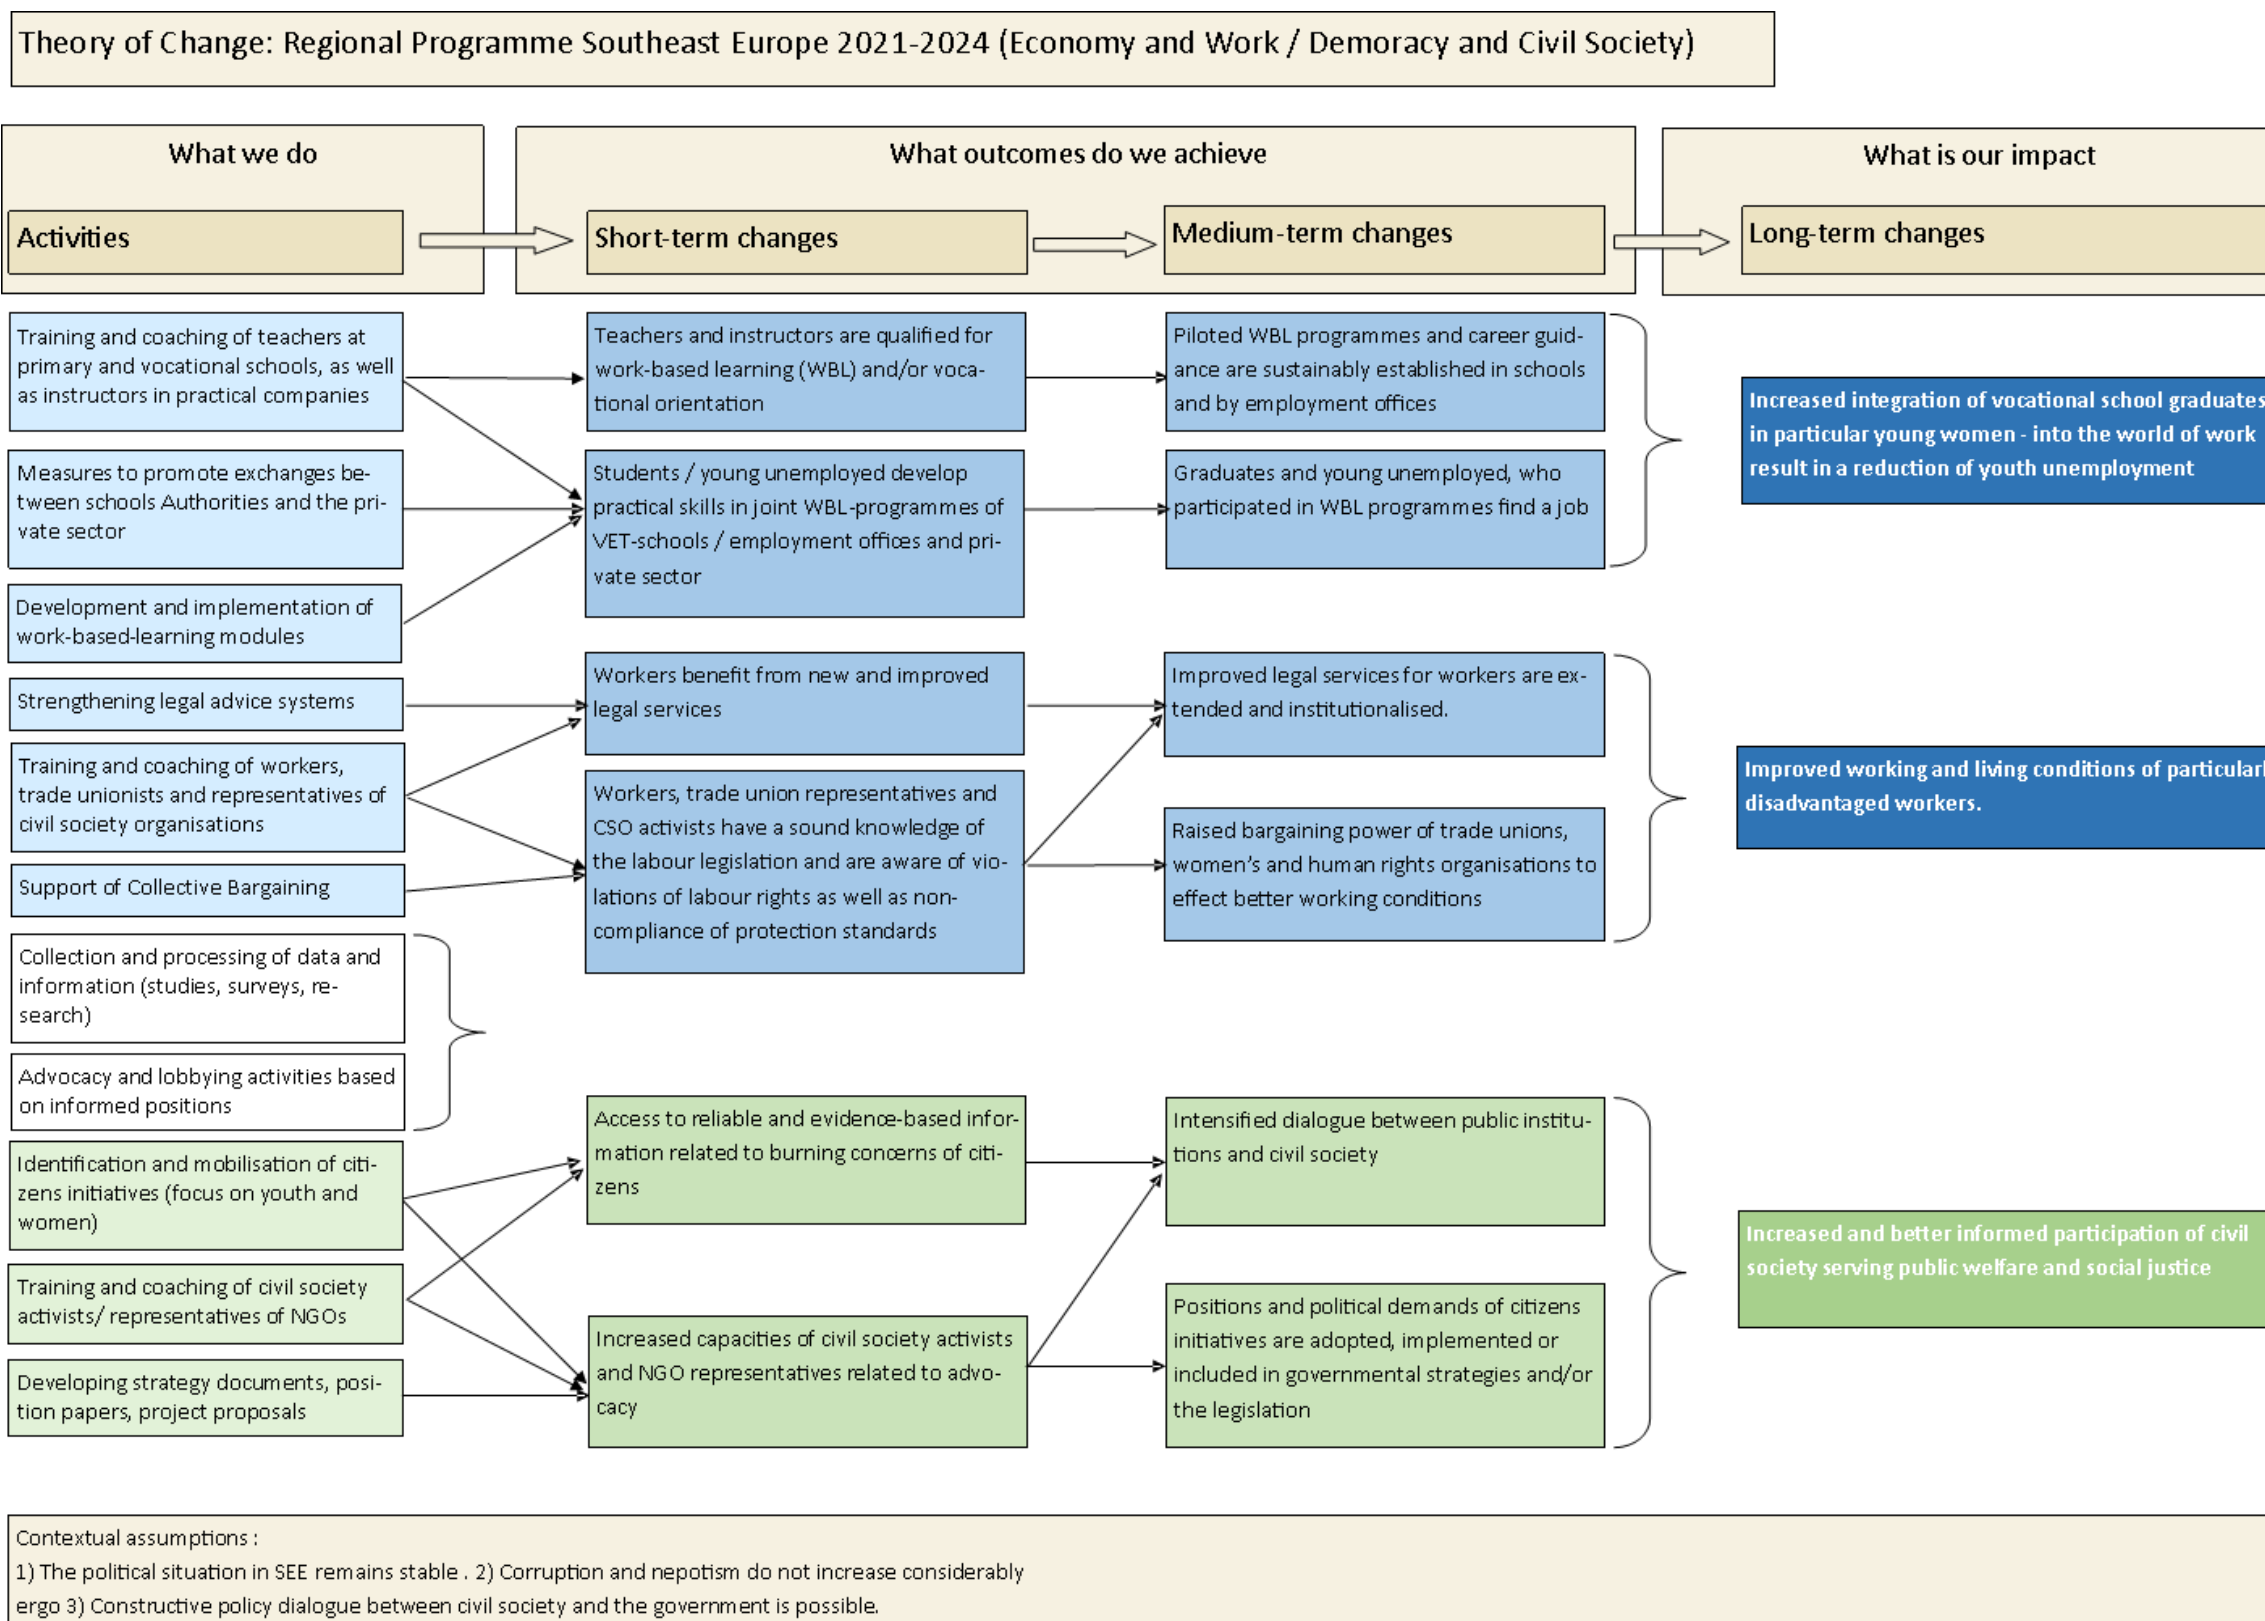 Theory of Change: Regional Programme Southeast Europe 2021-2024 (Economy and Work / Demoracy and Civil Society)
What we do
What outcomes do we achieve
What is our impact
Activities
Short-term changes
Medium-term changes
Long-term changes
Training and coaching of teachers at
primary and vocational schools, as well
as instructors in practical companies
Measures to promote exchanges be-
tween schools Authorities and the pri-
vate sector
Development and implementation of
work-based-learning modules
Strengthening legal advice systems
Training and coaching of workers,
trade unionists and representatives of
civil society organisations
Support of Collective Bargaining
Collection and processing of data and
information (studies, surveys, re-
search)
Advocacy and lobbying activities based
on informed positions
Identification and mobilisation of citi-
zens initiatives (focus on youth and
women)
Training and coaching of civil society
activists/ representatives of NGOs
Developing strategy documents, posi-
tion papers, project proposals
Teachers and instructors are qualified for
work-based learning (WBL) and/or voca-
tional orientation
Students / young unemployed develop
practical skills in joint WBL-programmes of
VET-schools / employment offices and pri-
vate sector
Workers benefit from new and improved
legal services
Workers, trade union representatives and
CSO activists have a sound knowledge of
the labour legislation and are aware of vio-
lations of labour rights as well as non-
compliance of protection standards
Access to reliable and evidence-based infor-
mation related to burning concerns of citi-
zens
Increased capacities of civil society activists
and NGO representatives related to advo-
cacy
Piloted WBL programmes and career guid-
ance are sustainably established in schools
and by employment offices
Graduates and young unemployed, who
participated in WBL programmes find a job
Improved legal services for workers are ex-
tended and institutionalised.
Raised bargaining power of trade unions,
women's and human rights organisations to
effect better working conditions
Intensified dialogue between public institu-
tions and civil society
Positions and political demands of citizens
initiatives are adopted, implemented or
included in governmental strategies and/or
the legislation
Increased integration of vocational school graduates
in particular young women - into the world of work
result in a reduction of youth unemployment
Improved working and living conditions of particularl
disadvantaged workers.
Increased and better informed participation of civil
society serving public welfare and social justice
Contextual assumptions :
1) The political situation in SEE remains stable . 2) Corruption and nepotism do not increase considerably
ergo 3) Constructive policy dialogue between civil society and the government is possible.